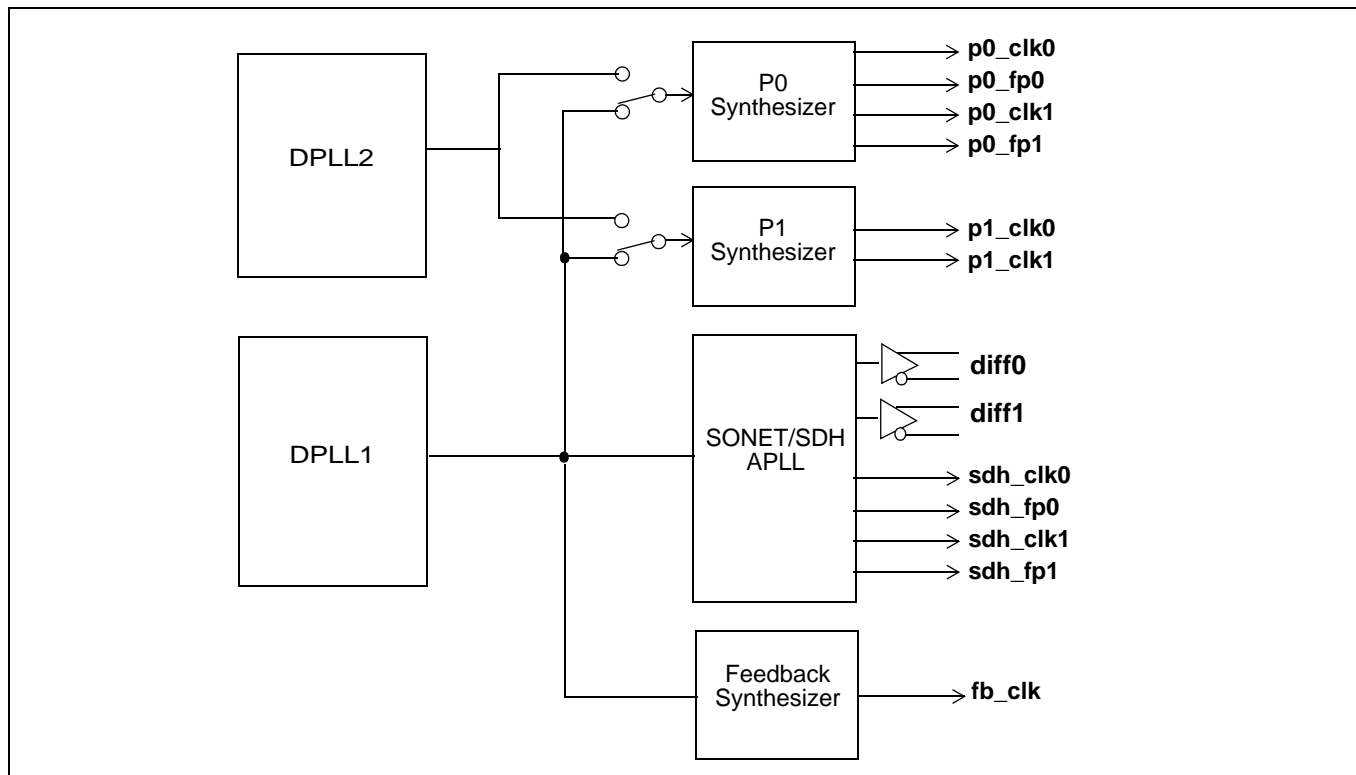 DPLL2
P0
Synthesizer
p0_clk0
p0_fp0
p0_clk1
p0_fp1
P1
Synthesizer
p1_clk0
p1_clk1
DPLL1
SONET/SDH
APLL
diff0
diff1
sdh_clk0
sdh_fp0
sdh_clk1
sdh_fp1
Feedback
Synthesizer
fb_clk